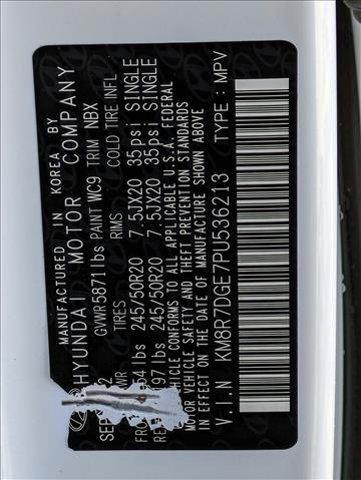 MANUFACTURED IN KOREA BY
HYUNDAI MOTOR COMPANY
GVWR 5871 lbs PAINT WC9 TRIM NBX
TIRES RIMS COLD TIRE INFL
245/50R20 7.5JX20 35psi SINGLE
lbs 245/50R20 7.5JX20 35psi SINGLE
VEHICLE CONFORMS TO ALL APPLICABLE U.S.A. FEDERAL
MOTOR VEHICLE SAFETY AND THEFT PREVENTION STANDARDS
IN EFFECT ON THE DATE OF MANUFACTURE SHOWN ABOVE
V.I.N KM8R7DGE7PU536213 TYPE : MPV